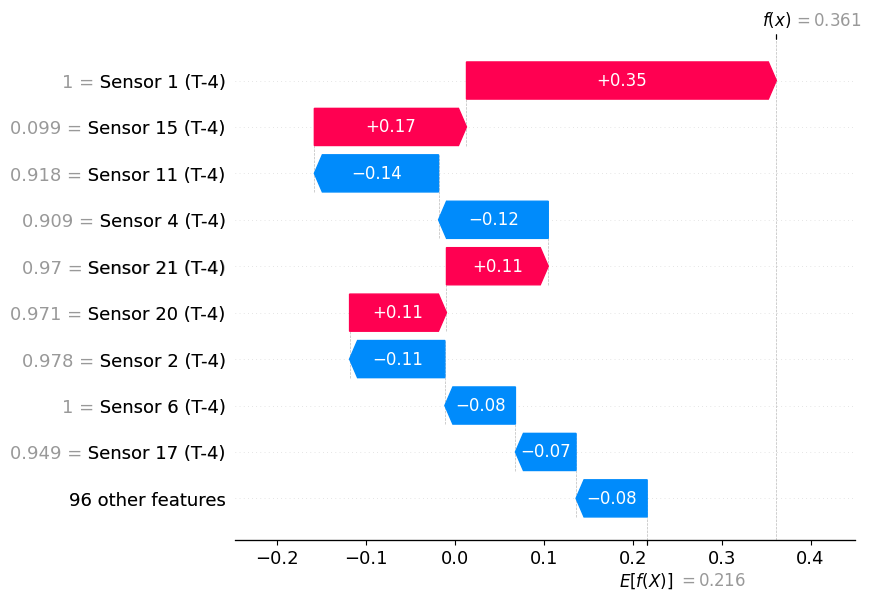 f(x) = 0.361
1 = Sensor 1 (T-4)
+0.35
0.099 = Sensor 15 (T-4)
+0.17
0.918 = Sensor 11 (T-4)
−0.14
0.909 = Sensor 4 (T-4)
−0.12
0.97 = Sensor 21 (T-4)
+0.11
0.971 = Sensor 20 (T-4)
+0.11
0.978 = Sensor 2 (T-4)
−0.11
1 = Sensor 6 (T-4)
−0.08
0.949 = Sensor 17 (T-4)
−0.07
96 other features
−0.08
−0.2 −0.1 0.0 0.1 0.2 0.3 0.4
E[f(X)] = 0.216